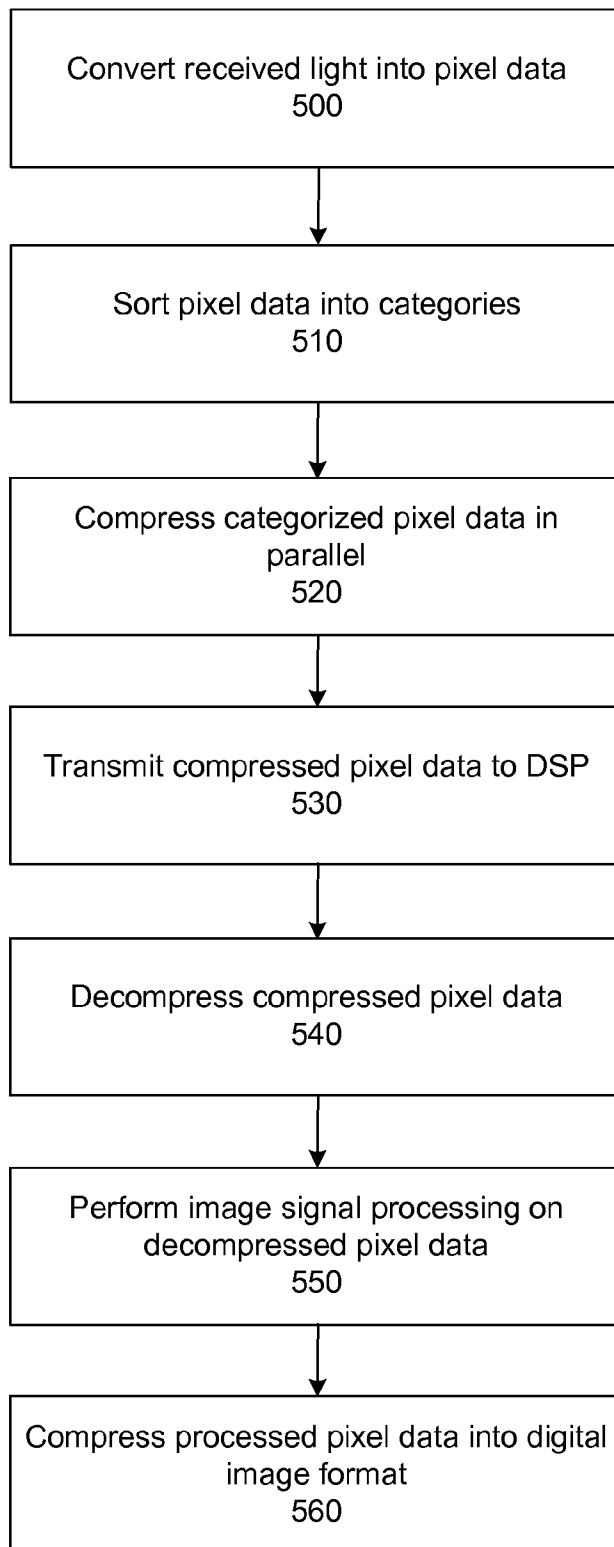 Convert received light into pixel data
500
Sort pixel data into categories
510
Compress categorized pixel data in
parallel
520
Transmit compressed pixel data to DSP
530
Decompress compressed pixel data
540
Perform image signal processing on
decompressed pixel data
550
Compress processed pixel data into digital
image format
560